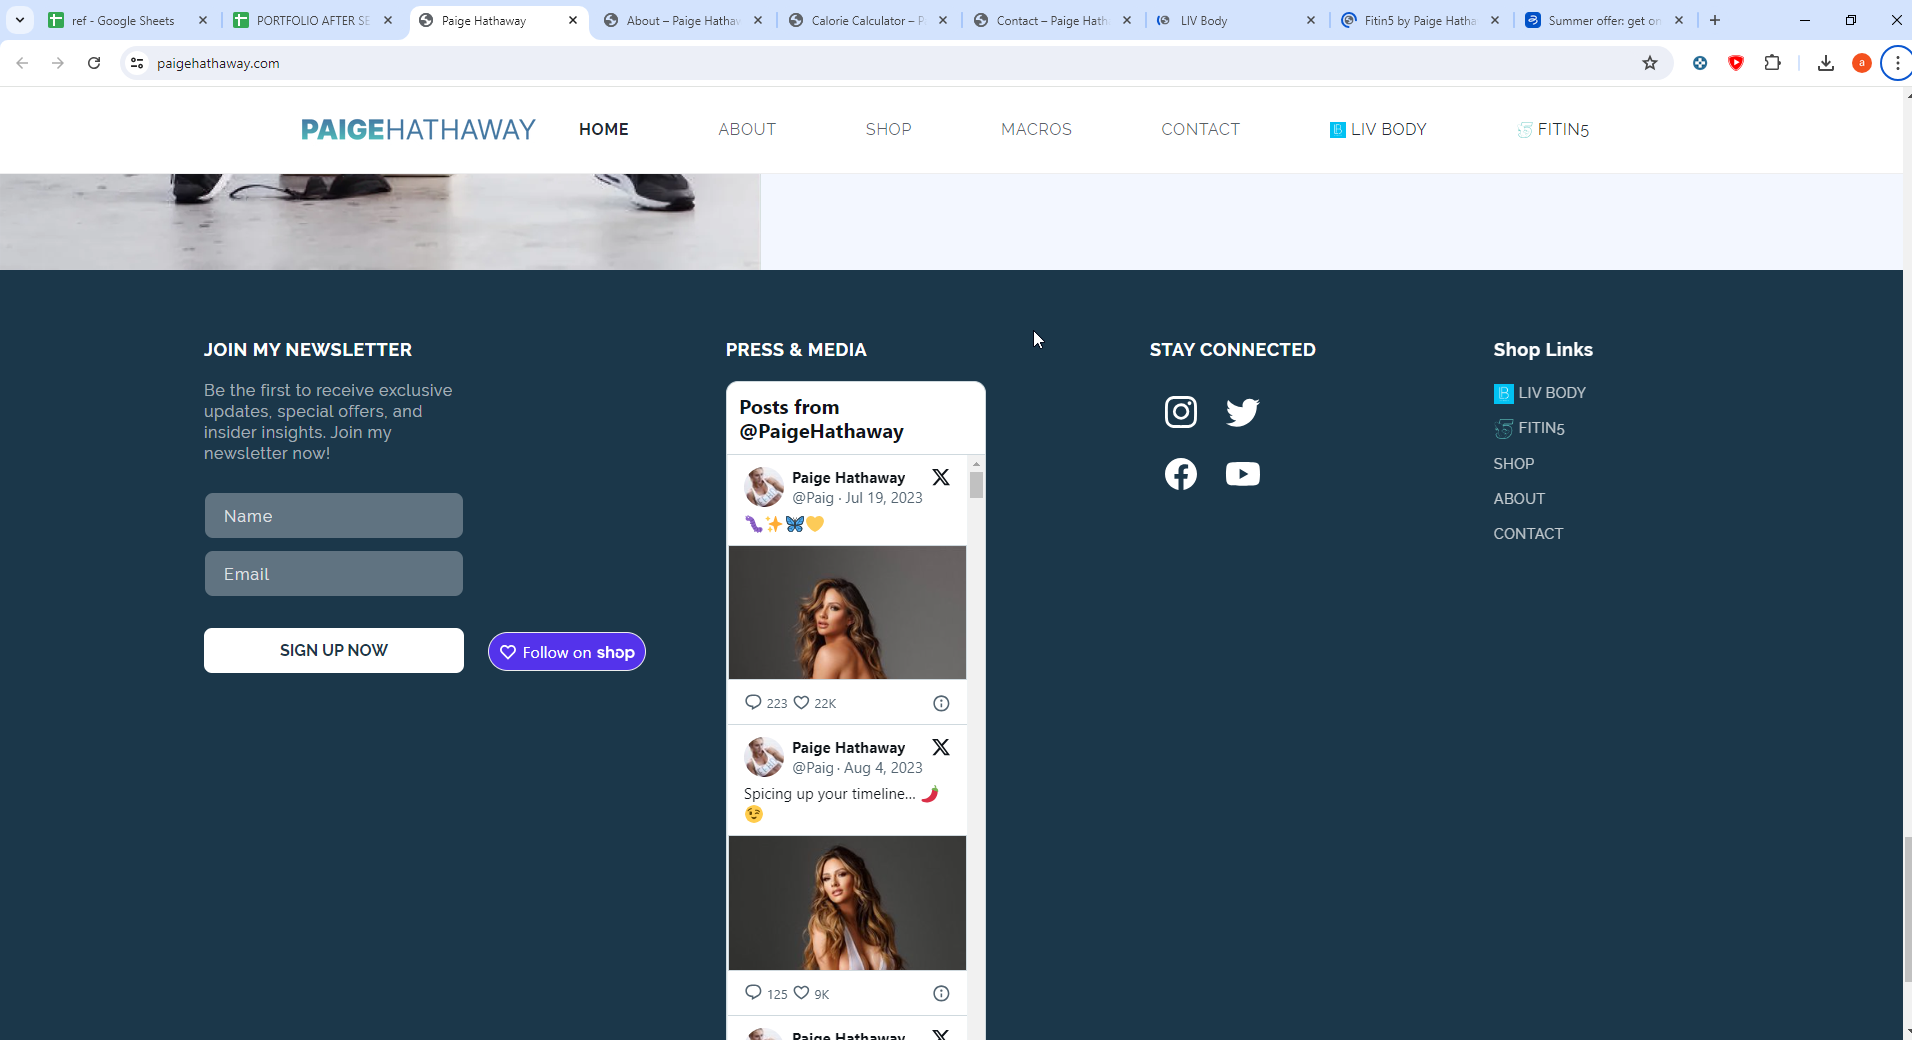 ref - Google Sheets
PORTFOLIO AFTER SE
Paige Hathaway
About – Paige Hathaw
Calorie Calculator – P
Contact – Paige Hath
LIV Body
Fitin5 by Paige Hatha
Summer offer: get on
paigehathaway.com
a
PAIGEHATHAWAY
HOME
ABOUT
SHOP
MACROS
CONTACT
LIV BODY
FITIN5
JOIN MY NEWSLETTER
Be the first to receive exclusive
updates, special offers, and
insider insights. Join my
newsletter now!
Name
Email
SIGN UP NOW
Follow on shop
PRESS & MEDIA
Posts from
@PaigeHathaway
Paige Hathaway
@Paig · Jul 19, 2023
🐛✨🦋💛
223 22K
Paige Hathaway
@Paig · Aug 4, 2023
Spicing up your timeline... 🌶️
😉
125 9K
Paige Hathaway
STAY CONNECTED
Shop Links
LIV BODY
FITIN5
SHOP
ABOUT
CONTACT